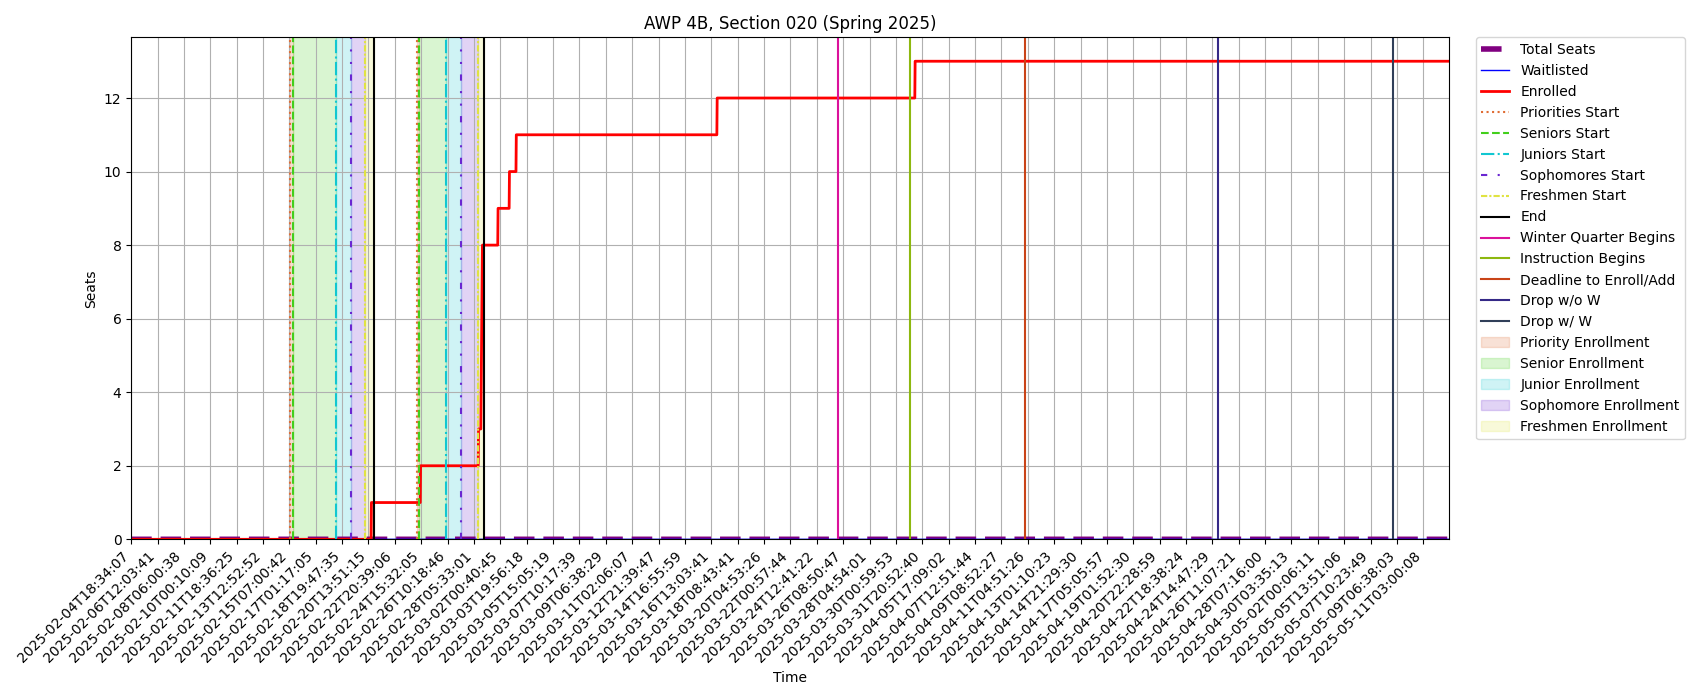 AWP 4B, Section 020 (Spring 2025)
Seats
12
10
8
6
4
2
0
2025-02-04T18:34:07
2025-02-06T12:03:41
2025-02-08T06:00:38
2025-02-10T00:10:09
2025-02-11T18:36:25
2025-02-13T12:52:52
2025-02-15T07:00:42
2025-02-17T01:17:05
2025-02-18T19:47:35
2025-02-20T13:51:15
2025-02-22T20:39:06
2025-02-24T15:32:05
2025-02-26T10:18:46
2025-02-28T05:33:01
2025-03-02T00:40:45
2025-03-03T19:56:18
2025-03-05T15:05:19
2025-03-07T10:17:39
2025-03-09T06:38:29
2025-03-11T02:06:07
2025-03-12T21:39:47
2025-03-14T16:55:59
2025-03-16T13:03:41
2025-03-18T08:43:41
2025-03-20T04:53:26
2025-03-22T00:57:44
2025-03-24T12:41:22
2025-03-26T08:50:47
2025-03-28T04:54:01
2025-03-30T00:59:53
2025-03-31T20:52:40
2025-04-05T17:09:02
2025-04-07T12:51:44
2025-04-09T08:52:27
2025-04-11T04:51:26
2025-04-13T01:10:23
2025-04-14T21:29:30
2025-04-17T05:05:57
2025-04-19T01:52:30
2025-04-20T22:28:59
2025-04-22T18:38:24
2025-04-24T14:47:29
2025-04-26T11:07:21
2025-04-28T07:16:00
2025-04-30T03:35:13
2025-05-02T00:06:11
2025-05-05T13:51:06
2025-05-07T10:23:49
2025-05-09T06:38:03
2025-05-11T03:00:08
Time
Total Seats
Waitlisted
Enrolled
Priorities Start
Seniors Start
Juniors Start
Sophomores Start
Freshmen Start
End
Winter Quarter Begins
Instruction Begins
Deadline to Enroll/Add
Drop w/o W
Drop w/ W
Priority Enrollment
Senior Enrollment
Junior Enrollment
Sophomore Enrollment
Freshmen Enrollment